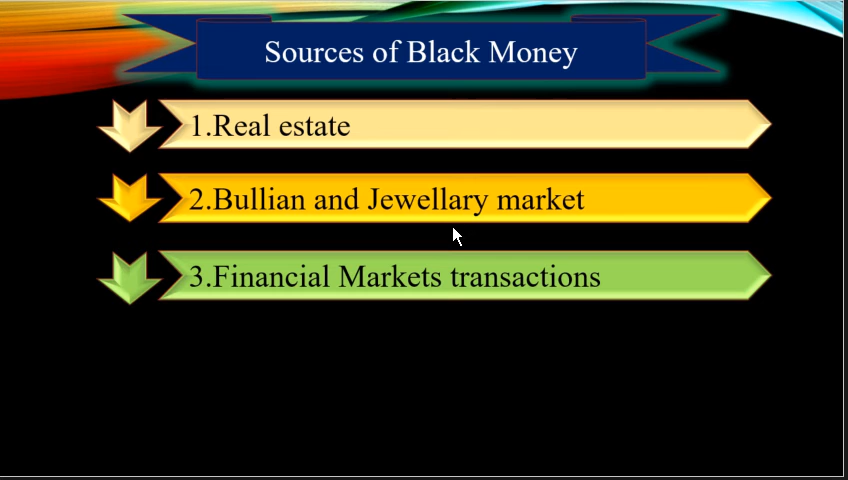 Sources of Black Money
1.Real estate
2.Bullian and Jewellary market
3.Financial Markets transactions